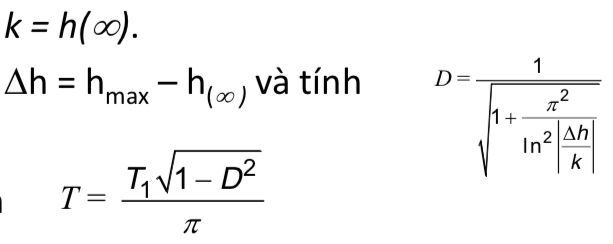 k = h(∞).
Δh = h_max − h_(∞) và tính D = 1 / √(1 + π² / ln²|Δh/k|)
T = T₁√(1 − D²) / π